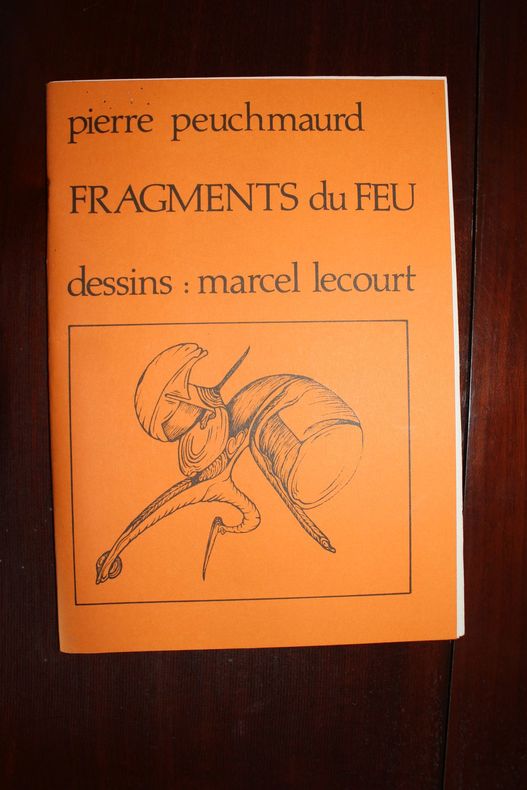 pierre peuchmaurd
FRAGMENTS du FEU
dessins : marcel lecourt